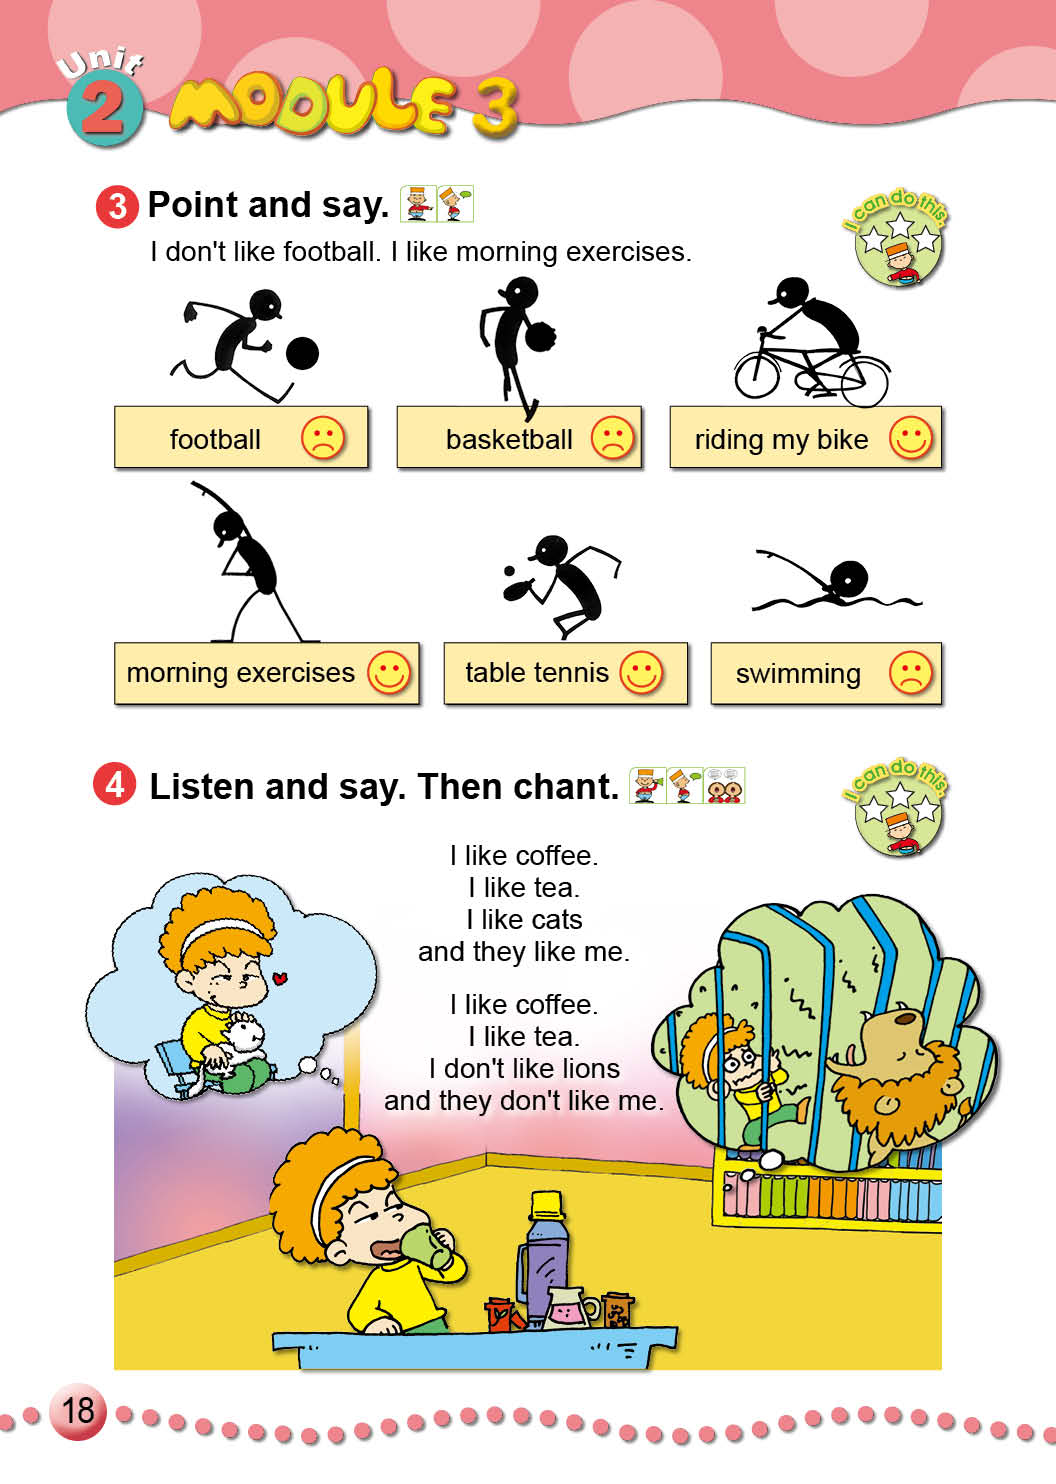 Unit
2 MODULE 3
3 Point and say.
I can do this.
I don't like football. I like morning exercises.
football
basketball
riding my bike
morning exercises
table tennis
swimming
4 Listen and say. Then chant.
I can do this.
I like coffee.
I like tea.
I like cats
and they like me.
I like coffee.
I like tea.
I don't like lions
and they don't like me.
18